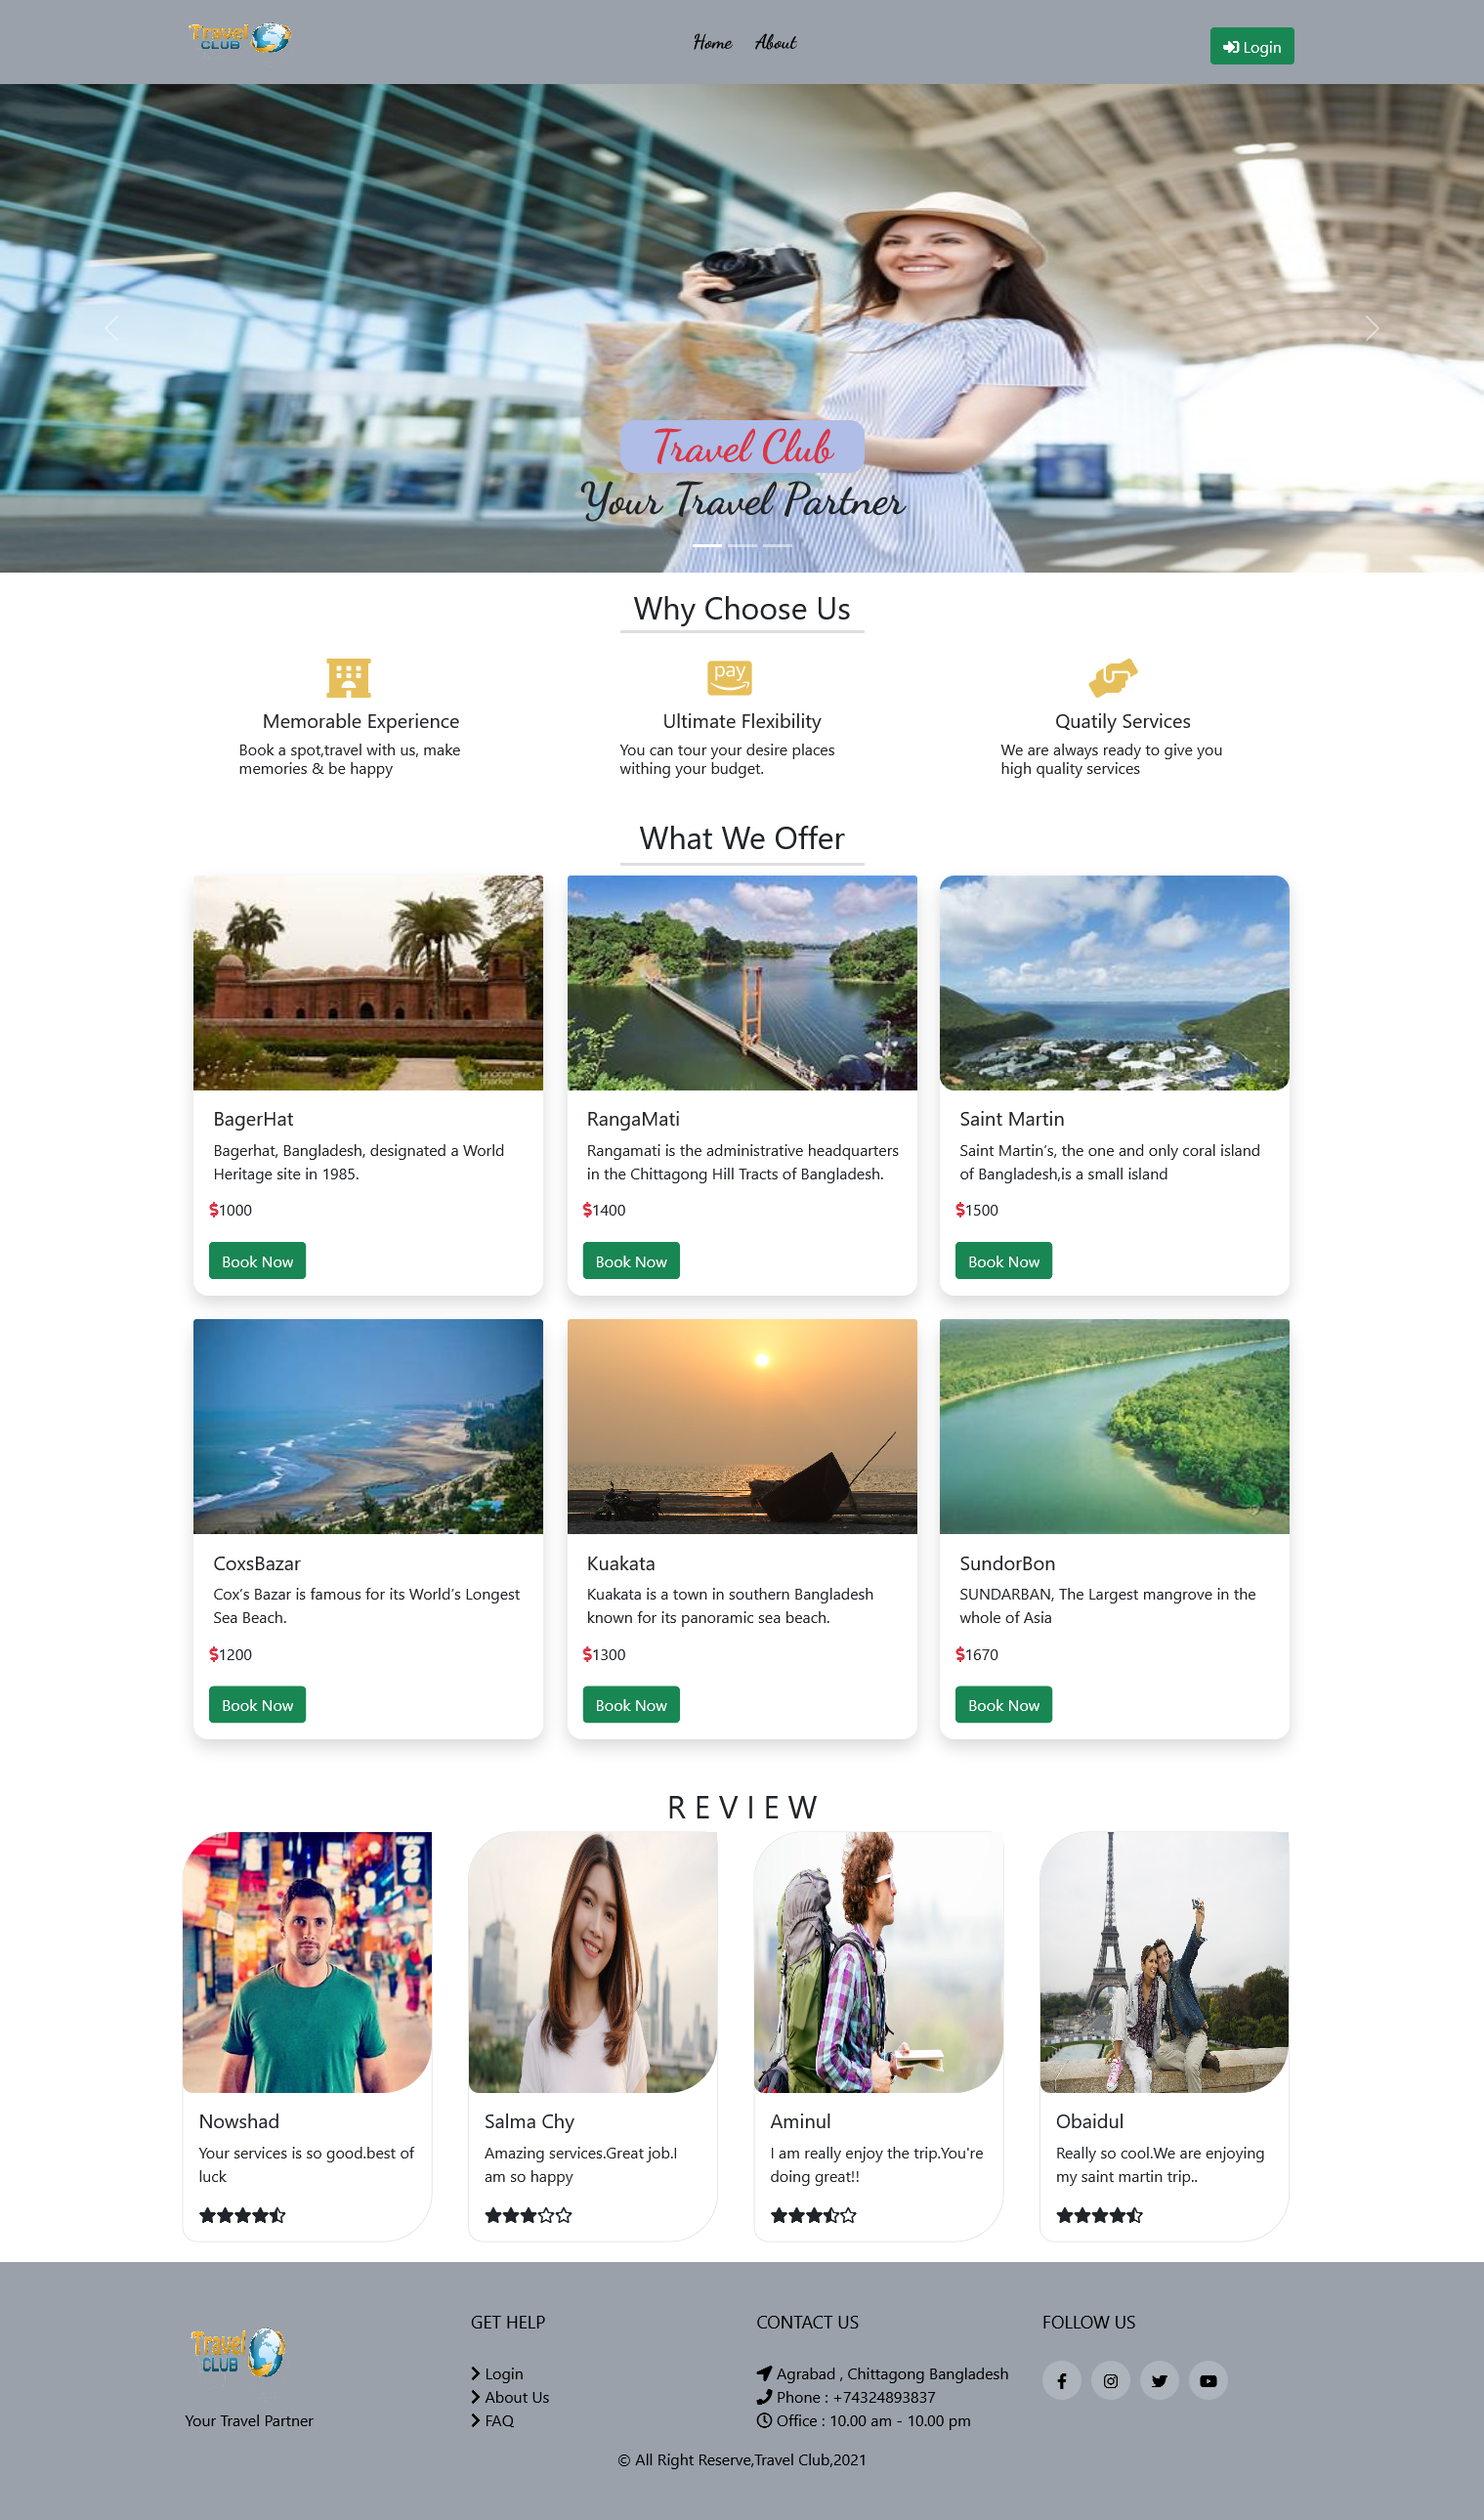 Travel
CLUB
Home About
Login
Travel Club
Your Travel Partner
Why Choose Us
pay
Memorable Experience
Book a spot,travel with us, make
memories & be happy
Ultimate Flexibility
You can tour your desire places
withing your budget.
Quatily Services
We are always ready to give you
high quality services
What We Offer
uncornered
market
BagerHat
Bagerhat, Bangladesh, designated a World
Heritage site in 1985.
$1000
Book Now
RangaMati
Rangamati is the administrative headquarters
in the Chittagong Hill Tracts of Bangladesh.
$1400
Book Now
Saint Martin
Saint Martin's, the one and only coral island
of Bangladesh,is a small island
$1500
Book Now
CoxsBazar
Cox's Bazar is famous for its World's Longest
Sea Beach.
$1200
Book Now
Kuakata
Kuakata is a town in southern Bangladesh
known for its panoramic sea beach.
$1300
Book Now
SundorBon
SUNDARBAN, The Largest mangrove in the
whole of Asia
$1670
Book Now
R E V I E W
Nowshad
Your services is so good.best of
luck
Salma Chy
Amazing services.Great job.I
am so happy
Aminul
I am really enjoy the trip.You're
doing great!!
Obaidul
Really so cool.We are enjoying
my saint martin trip..
Travel
CLUB
Your Travel Partner
GET HELP
Login
About Us
FAQ
CONTACT US
Agrabad , Chittagong Bangladesh
Phone : +74324893837
Office : 10.00 am - 10.00 pm
FOLLOW US
© All Right Reserve,Travel Club,2021